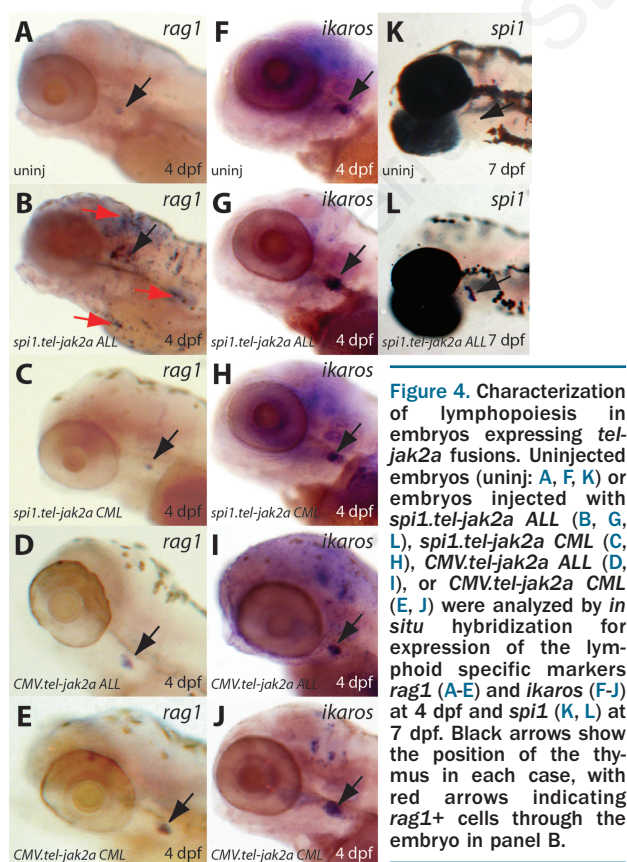 A rag1
uninj 4 dpf
B rag1
spi1.tel-jak2a ALL 4 dpf
C rag1
spi1.tel-jak2a CML 4 dpf
D rag1
CMV.tel-jak2a ALL 4 dpf
E rag1
CMV.tel-jak2a CML 4 dpf
F ikaros
uninj 4 dpf
G ikaros
spi1.tel-jak2a ALL 4 dpf
H ikaros
spi1.tel-jak2a CML 4 dpf
I ikaros
CMV.tel-jak2a ALL 4 dpf
J ikaros
CMV.tel-jak2a CML 4 dpf
K spi1
uninj 7 dpf
L spi1
spi1.tel-jak2a ALL 7 dpf
Figure 4. Characterization
of lymphopoiesis in
embryos expressing tel-
jak2a fusions. Uninjected
embryos (uninj: A, F, K) or
embryos injected with
spi1.tel-jak2a ALL (B, G,
L), spi1.tel-jak2a CML (C,
H), CMV.tel-jak2a ALL (D,
I), or CMV.tel-jak2a CML
(E, J) were analyzed by in
situ hybridization for
expression of the lym-
phoid specific markers
rag1 (A-E) and ikaros (F-J)
at 4 dpf and spi1 (K, L) at
7 dpf. Black arrows show
the position of the thy-
mus in each case, with
red arrows indicating
rag1+ cells through the
embryo in panel B.